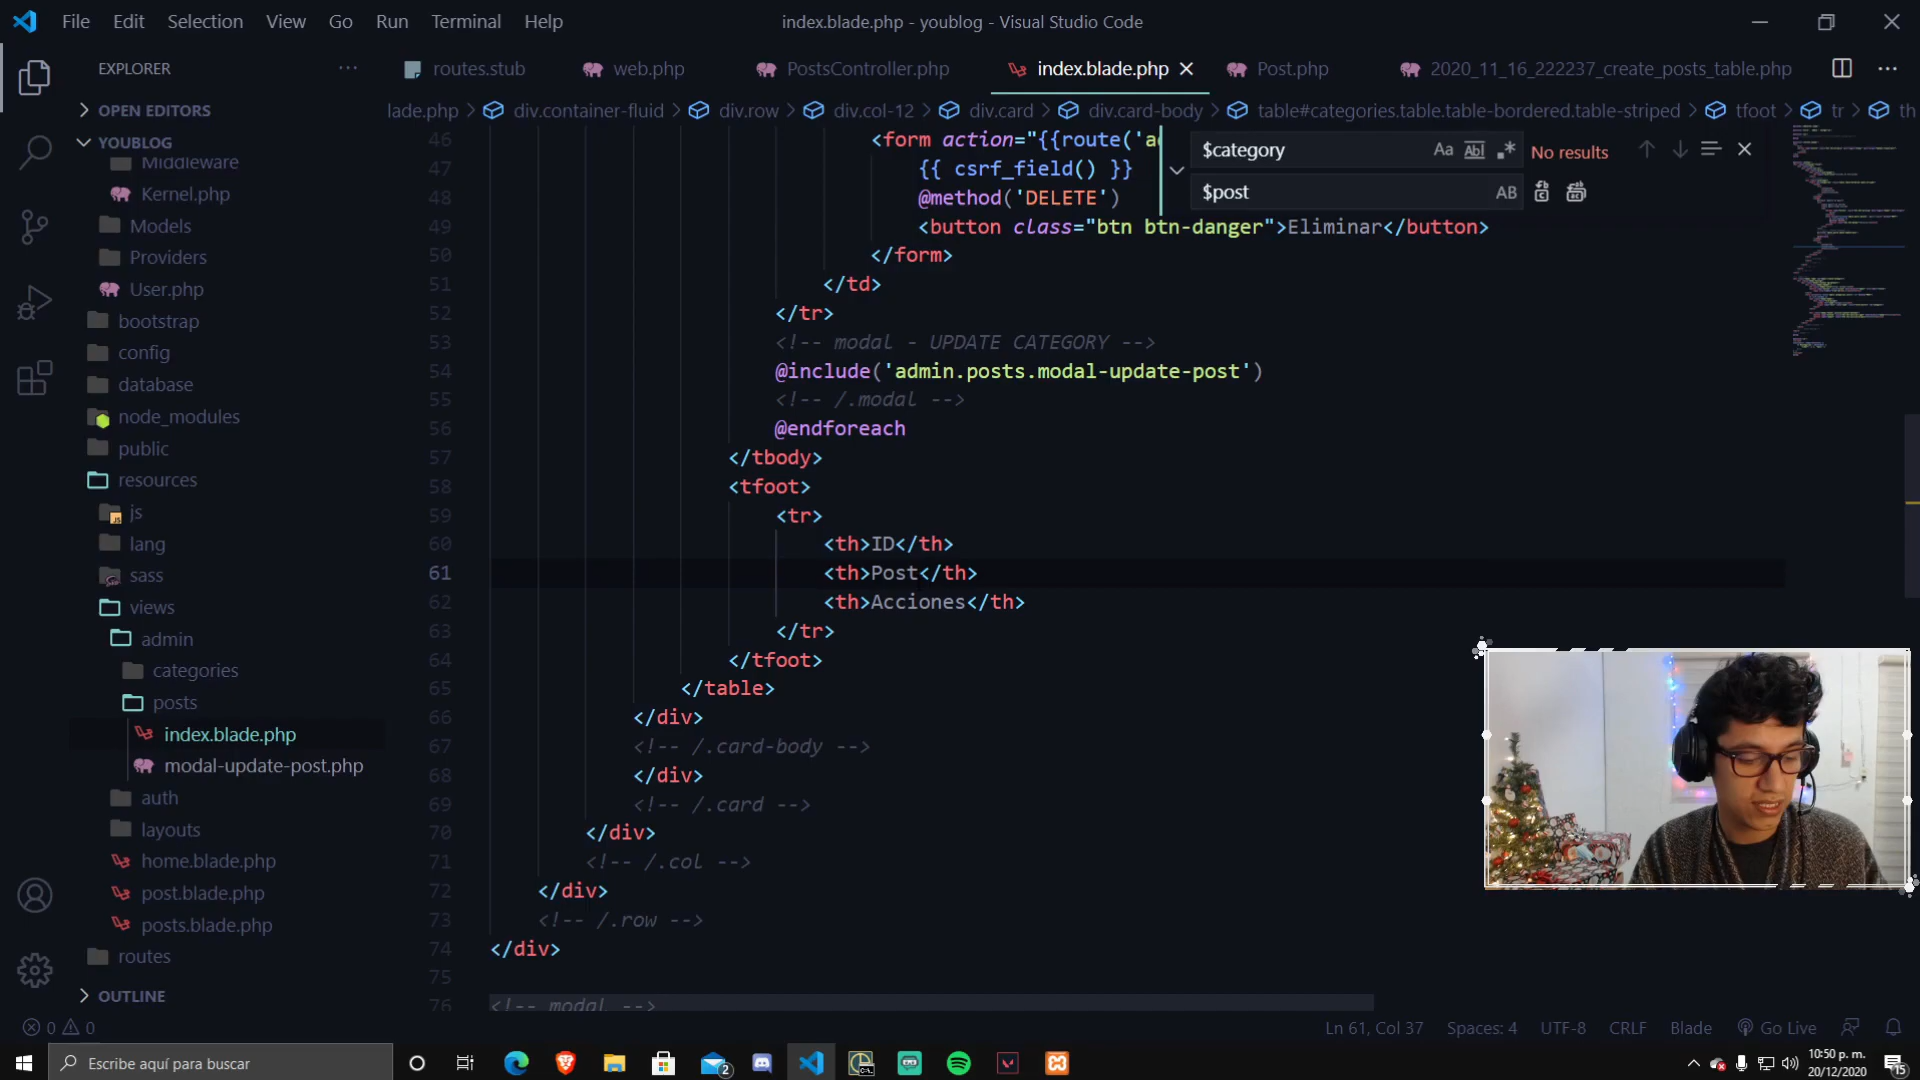 File Edit Selection View Go Run Terminal Help
index.blade.php - youblog - Visual Studio Code
EXPLORER
routes.stub
web.php
PostsController.php
index.blade.php
Post.php
2020_11_16_222237_create_posts_table.php
OPEN EDITORS
lade.php
div.container-fluid
div.row
div.col-12
div.card
div.card-body
table#categories.table.table-bordered.table-striped
tfoot
tr
th
YOUBLOG
Middleware
Kernel.php
Models
Providers
User.php
bootstrap
config
database
node_modules
public
resources
js
lang
sass
views
admin
categories
posts
index.blade.php
modal-update-post.php
auth
layouts
home.blade.php
post.blade.php
posts.blade.php
routes
OUTLINE
$category
Aa Abl .*
No results
$post
AB
46 <form action="{{route('a
47 {{ csrf_field() }}
48 @method('DELETE')
49 <button class="btn btn-danger">Eliminar</button>
50 </form>
51 </td>
52 </tr>
53 <!-- modal - UPDATE CATEGORY -->
54 @include('admin.posts.modal-update-post')
55 <!-- /.modal -->
56 @endforeach
57 </tbody>
58 <tfoot>
59 <tr>
60 <th>ID</th>
61 <th>Post</th>
62 <th>Acciones</th>
63 </tr>
64 </tfoot>
65 </table>
66 </div>
67 <!-- /.card-body -->
68 </div>
69 <!-- /.card -->
70 </div>
71 <!-- /.col -->
72 </div>
73 <!-- /.row -->
74 </div>
75
76 <!-- modal -->
0 0
Ln 61, Col 37
Spaces: 4
UTF-8
CRLF
Blade
Go Live
Escribe aquí para buscar
2
10:50 p. m.
20/12/2020
15